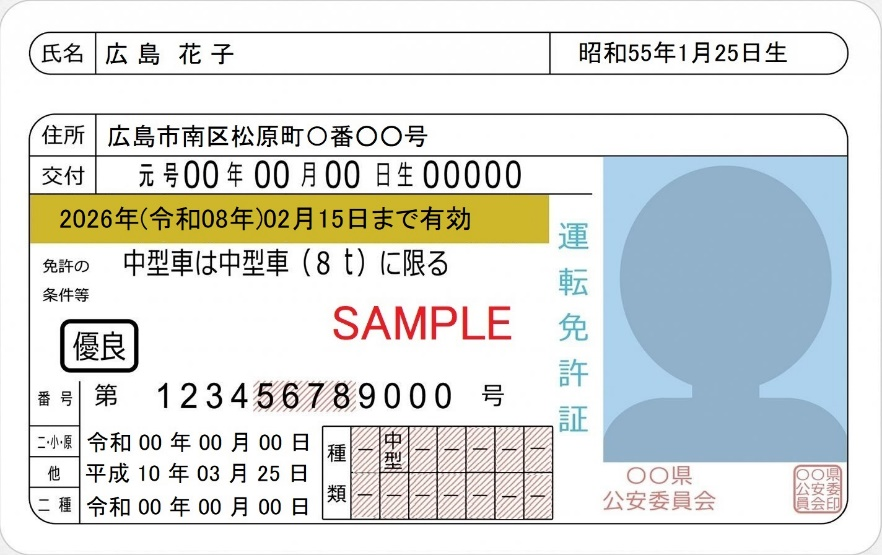 氏名 広島 花子 昭和55年1月25日生
住所 広島市南区松原町〇番〇〇号
交付 元号00年00月00日生00000
2026年(令和08年)02月15日まで有効
免許の
条件等
中型車は中型車(8t)に限る
運転免許証
SAMPLE
優良
番号 第 123456789000 号
二・小・原 令和00年00月00日
他 平成10年03月25日
二種 令和00年00月00日
種類
- 中型 - - - - -
- - - - - - -
〇〇県
公安委員会
〇〇県
公安委
員会印